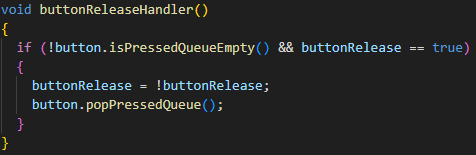 void buttonReleaseHandler()
{
  if (!button.isPressedQueueEmpty() && buttonRelease == true)
  {
    buttonRelease = !buttonRelease;
    button.popPressedQueue();
  }
}